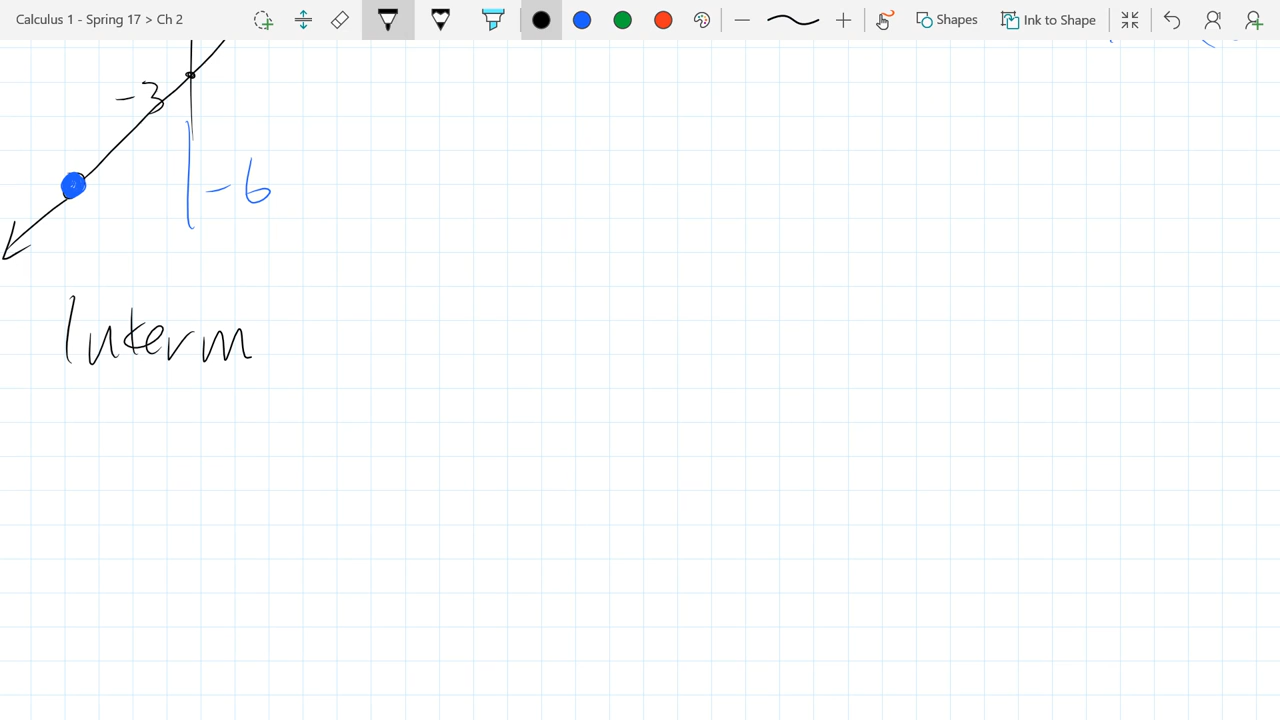 Calculus 1 - Spring 17 > Ch 2
Shapes
Ink to Shape
-3
-6
Interm